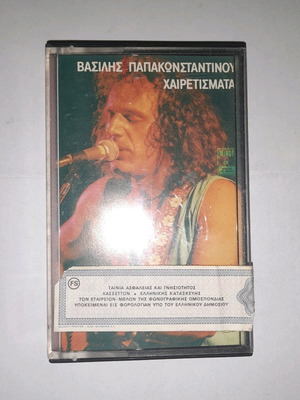 ΒΑΣΙΛΗΣ ΠΑΠΑΚΩΝΣΤΑΝΤΙΝΟΥ
ΧΑΙΡΕΤΙΣΜΑΤΑ
FS
ΤΑΙΝΙΑ ΑΣΦΑΛΕΙΑΣ ΚΑΙ ΓΝΗΣΙΟΤΗΤΟΣ
ΚΑΣΣΕΤΤΩΝ ΕΛΛΗΝΙΚΗΣ ΚΑΤΑΣΚΕΥΗΣ
ΤΩΝ ΕΤΑΙΡΕΙΩΝ-ΜΕΛΩΝ ΤΗΣ ΦΩΝΟΓΡΑΦΙΚΗΣ ΟΜΟΣΠΟΝΔΙΑΣ
ΥΠΟΚΕΙΜΕΝΑΙ ΕΙΣ ΦΟΡΟΛΟΓΙΑΝ ΥΠΟ ΤΟΥ ΕΛΛΗΝΙΚΟΥ ΔΗΜΟΣΙΟΥ